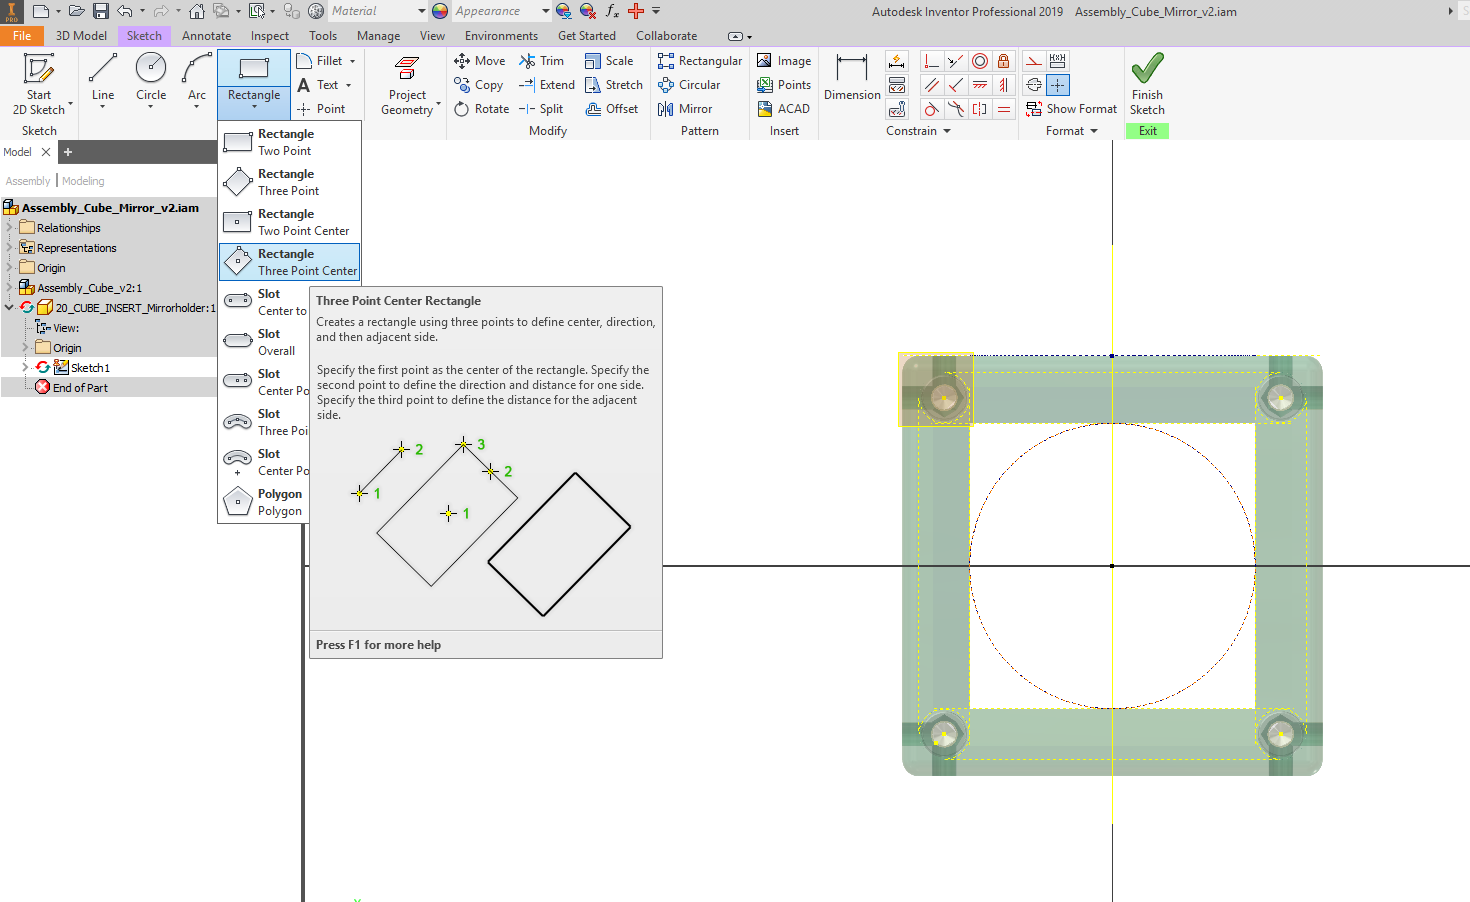 I
PRO
Material
Appearance
fx
Autodesk Inventor Professional 2019 Assembly_Cube_Mirror_v2.iam
S
File 3D Model Sketch Annotate Inspect Tools Manage View Environments Get Started Collaborate
Start
2D Sketch
Line
Circle
Arc
Rectangle
Fillet
A Text
Point
Project
Geometry
Move
Copy
Rotate
Trim
Extend
Split
Scale
Stretch
Offset
Rectangular
Circular
Mirror
Image
Points
ACAD
Dimension
Show Format
Finish
Sketch
Sketch
Modify
Pattern
Insert
Constrain
Format
Exit
Model
Assembly | Modeling
Assembly_Cube_Mirror_v2.iam
Relationships
Representations
Origin
Assembly_Cube_v2:1
20_CUBE_INSERT_Mirrorholder:1
View:
Origin
Sketch1
End of Part
Rectangle
Two Point
Rectangle
Three Point
Rectangle
Two Point Center
Rectangle
Three Point Center
Slot
Center to
Slot
Overall
Slot
Center Po
Slot
Three Poi
Slot
Center Po
Polygon
Polygon
Three Point Center Rectangle
Creates a rectangle using three points to define center, direction,
and then adjacent side.
Specify the first point as the center of the rectangle. Specify the
second point to define the direction and distance for one side.
Specify the third point to define the distance for the adjacent
side.
2
1
3
2
1
Press F1 for more help